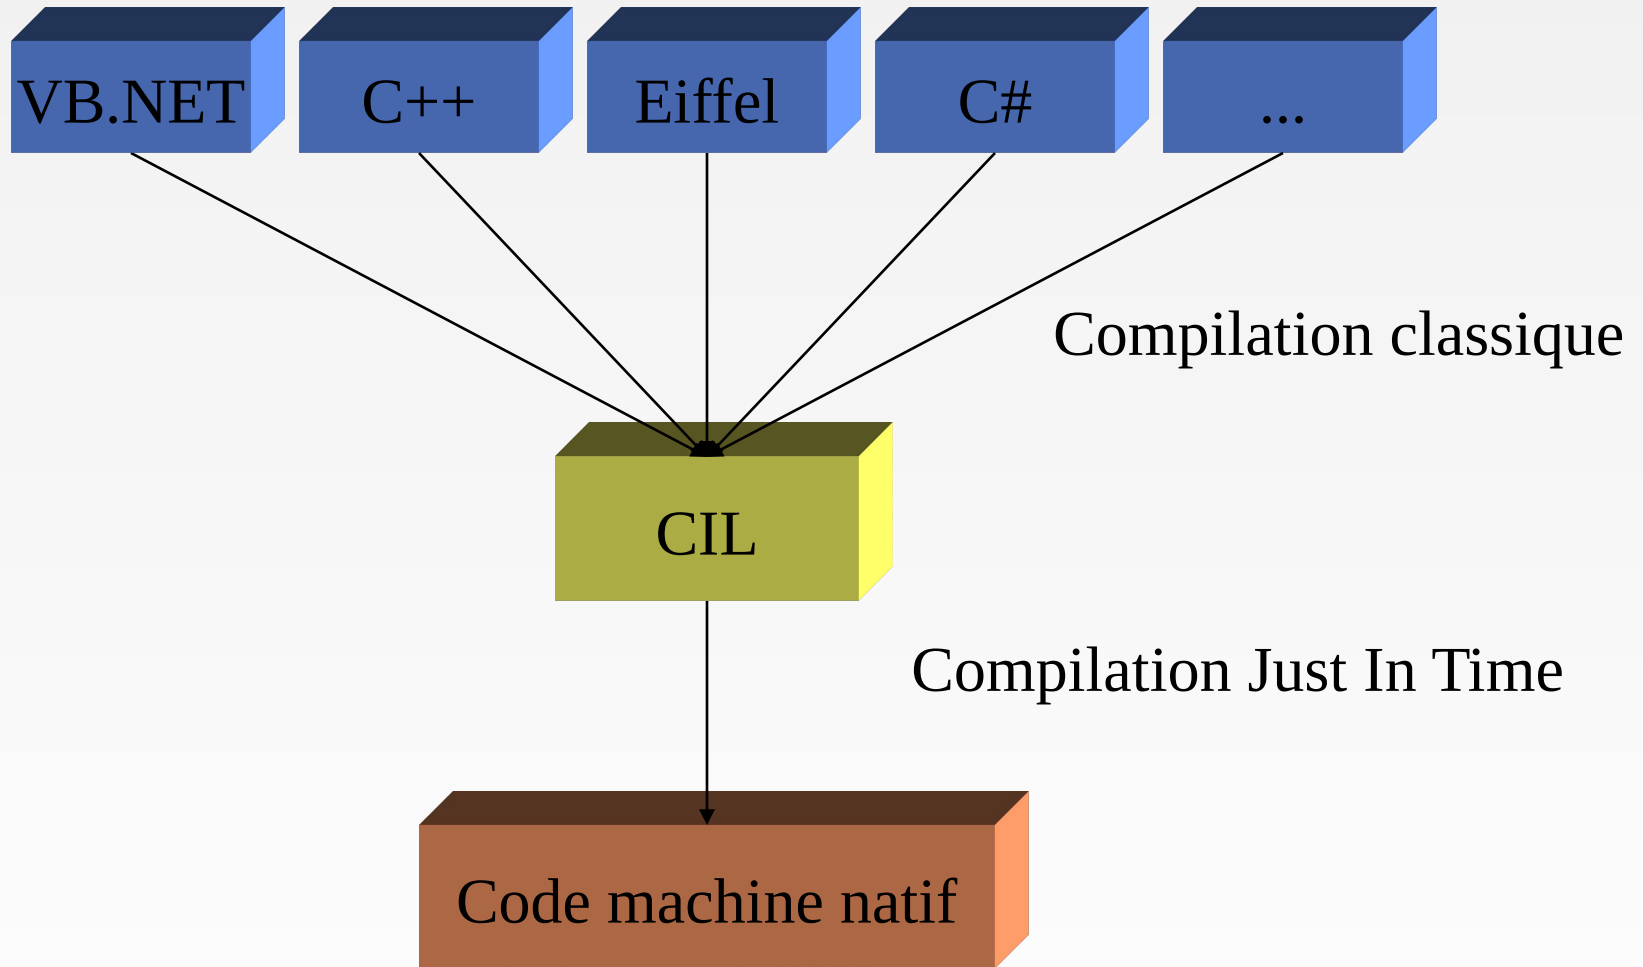 VB.NET
C++
Eiffel
C#
...
Compilation classique
CIL
Compilation Just In Time
Code machine natif